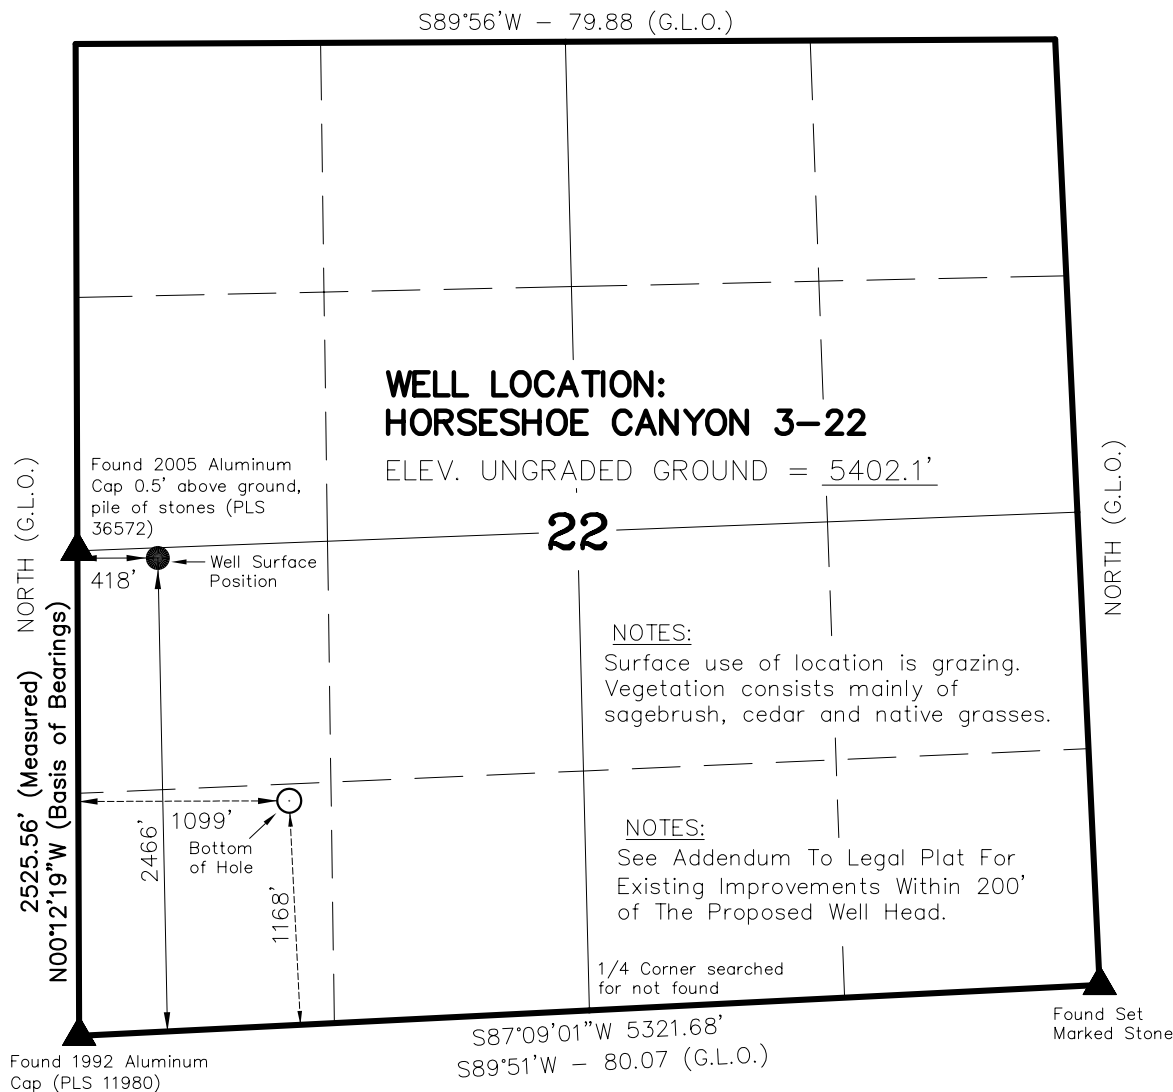 S89°56'W – 79.88 (G.L.O.)
WELL LOCATION:
HORSESHOE CANYON 3–22
ELEV. UNGRADED GROUND = 5402.1'
Found 2005 Aluminum
Cap 0.5' above ground,
pile of stones (PLS
36572)
NORTH (G.L.O.)
NORTH (G.L.O.)
22
418'
Well Surface
Position
NOTES:
Surface use of location is grazing.
Vegetation consists mainly of
sagebrush, cedar and native grasses.
2525.56' (Measured)
N00°12'19"W (Basis of Bearings)
2466'
1099'
Bottom
of Hole
1168'
NOTES:
See Addendum To Legal Plat For
Existing Improvements Within 200'
of The Proposed Well Head.
1/4 Corner searched
for not found
Found Set
Marked Stone
S87°09'01"W 5321.68'
S89°51'W – 80.07 (G.L.O.)
Found 1992 Aluminum
Cap (PLS 11980)